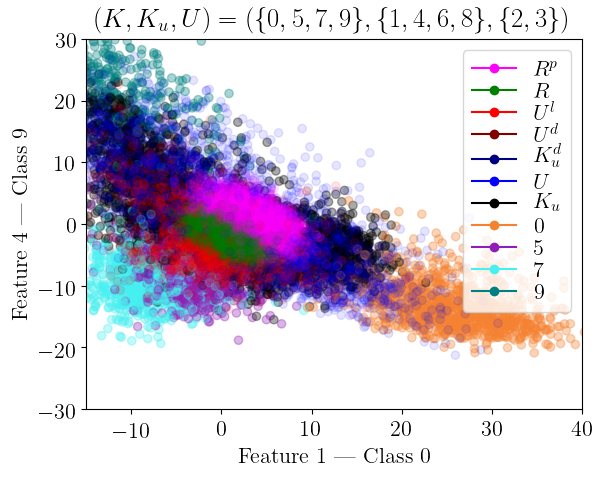 (K, K_u, U) = ({0, 5, 7, 9}, {1, 4, 6, 8}, {2, 3})
Feature 4 — Class 9
30
20
10
0
−10
−20
−30
−10
0
10
20
30
40
Feature 1 — Class 0
R^p
R
U^l
U^d
K_u^d
U
K_u
0
5
7
9